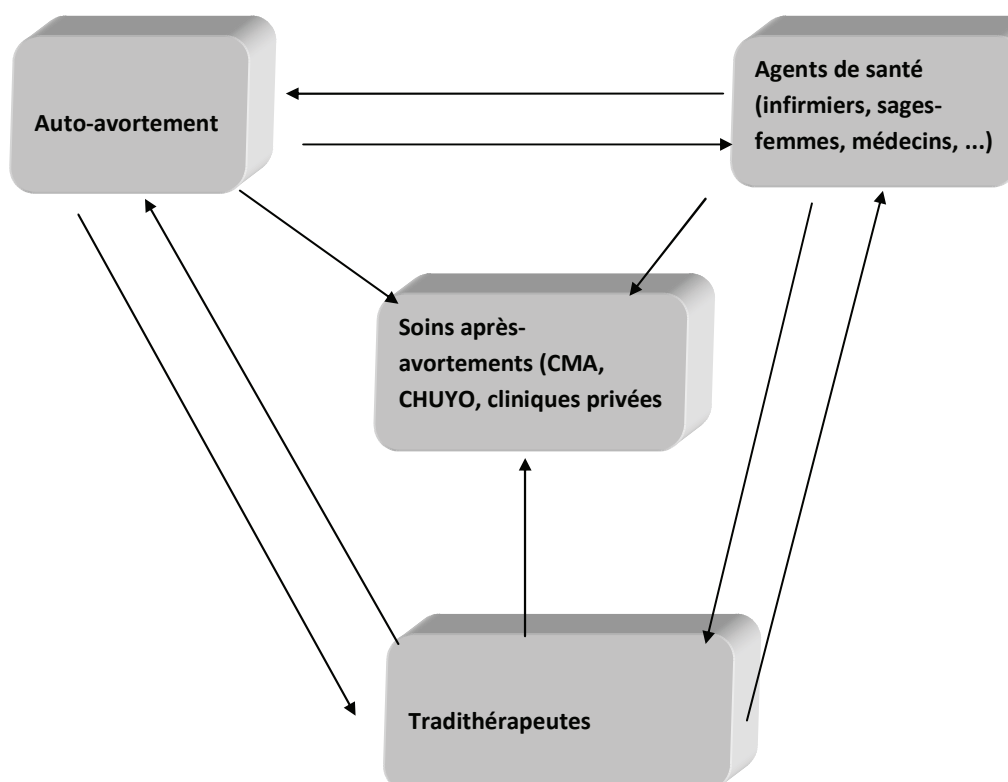 Auto-avortement
Agents de santé
(infirmiers, sages-
femmes, médecins, ...)
Soins après-
avortements (CMA,
CHUYO, cliniques privées
Tradithérapeutes